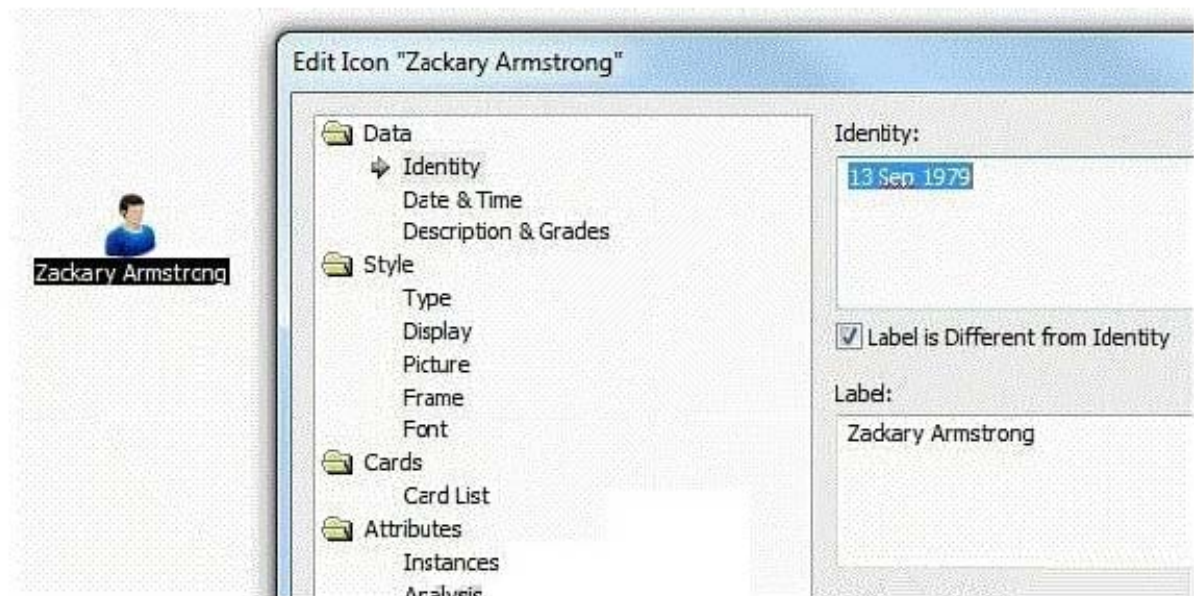 Edit Icon "Zackary Armstrong"
Data
Identity
Date & Time
Description & Grades
Style
Type
Display
Picture
Frame
Font
Cards
Card List
Attributes
Instances
Analysis
Identity:
13 Sep 1979
Label is Different from Identity
Label:
Zackary Armstrong
Zackary Armstrong